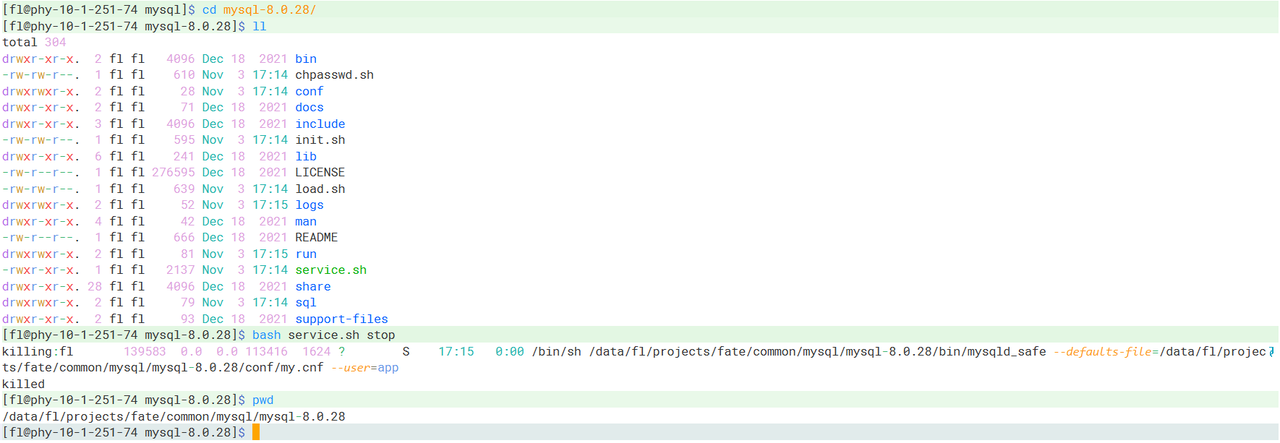 [fl@phy-10-1-251-74 mysql]$ cd mysql-8.0.28/
[fl@phy-10-1-251-74 mysql-8.0.28]$ ll
total 304
drwxr-xr-x.  2 fl fl   4096 Dec 18  2021 bin
-rw-rw-r--.  1 fl fl    610 Nov  3 17:14 chpasswd.sh
drwxrwxr-x.  2 fl fl     28 Nov  3 17:14 conf
drwxr-xr-x.  2 fl fl     71 Dec 18  2021 docs
drwxr-xr-x.  3 fl fl   4096 Dec 18  2021 include
-rw-rw-r--.  1 fl fl    595 Nov  3 17:14 init.sh
drwxr-xr-x.  6 fl fl    241 Dec 18  2021 lib
-rw-r--r--.  1 fl fl 276595 Dec 18  2021 LICENSE
-rw-rw-r--.  1 fl fl    639 Nov  3 17:14 load.sh
drwxrwxr-x.  2 fl fl     52 Nov  3 17:15 logs
drwxr-xr-x.  4 fl fl     42 Dec 18  2021 man
-rw-r--r--.  1 fl fl    666 Dec 18  2021 README
drwxrwxr-x.  2 fl fl     81 Nov  3 17:15 run
-rwxr-xr-x.  1 fl fl   2137 Nov  3 17:14 service.sh
drwxr-xr-x. 28 fl fl   4096 Dec 18  2021 share
drwxrwxr-x.  2 fl fl     79 Nov  3 17:14 sql
drwxr-xr-x.  2 fl fl     93 Dec 18  2021 support-files
[fl@phy-10-1-251-74 mysql-8.0.28]$ bash service.sh stop
killing:fl       139583  0.0  0.0 113416  1624 ?        S    17:15   0:00 /bin/sh /data/fl/projects/fate/common/mysql/mysql-8.0.28/bin/mysqld_safe --defaults-file=/data/fl/projec
ts/fate/common/mysql/mysql-8.0.28/conf/my.cnf --user=app
killed
[fl@phy-10-1-251-74 mysql-8.0.28]$ pwd
/data/fl/projects/fate/common/mysql/mysql-8.0.28
[fl@phy-10-1-251-74 mysql-8.0.28]$